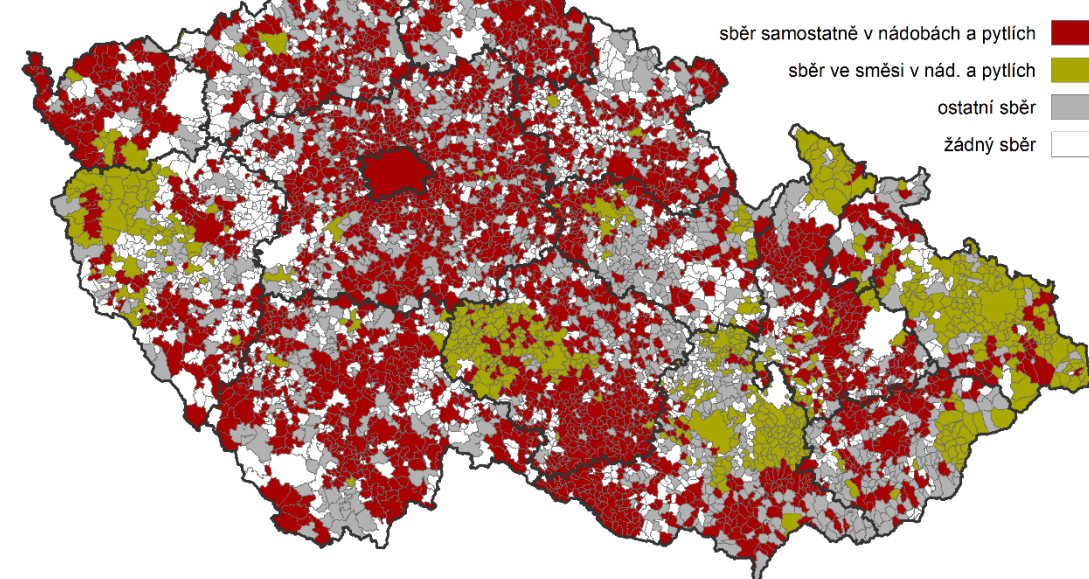 sběr samostatně v nádobách a pytlích
sběr ve směsi v nád. a pytlích
ostatní sběr
žádný sběr